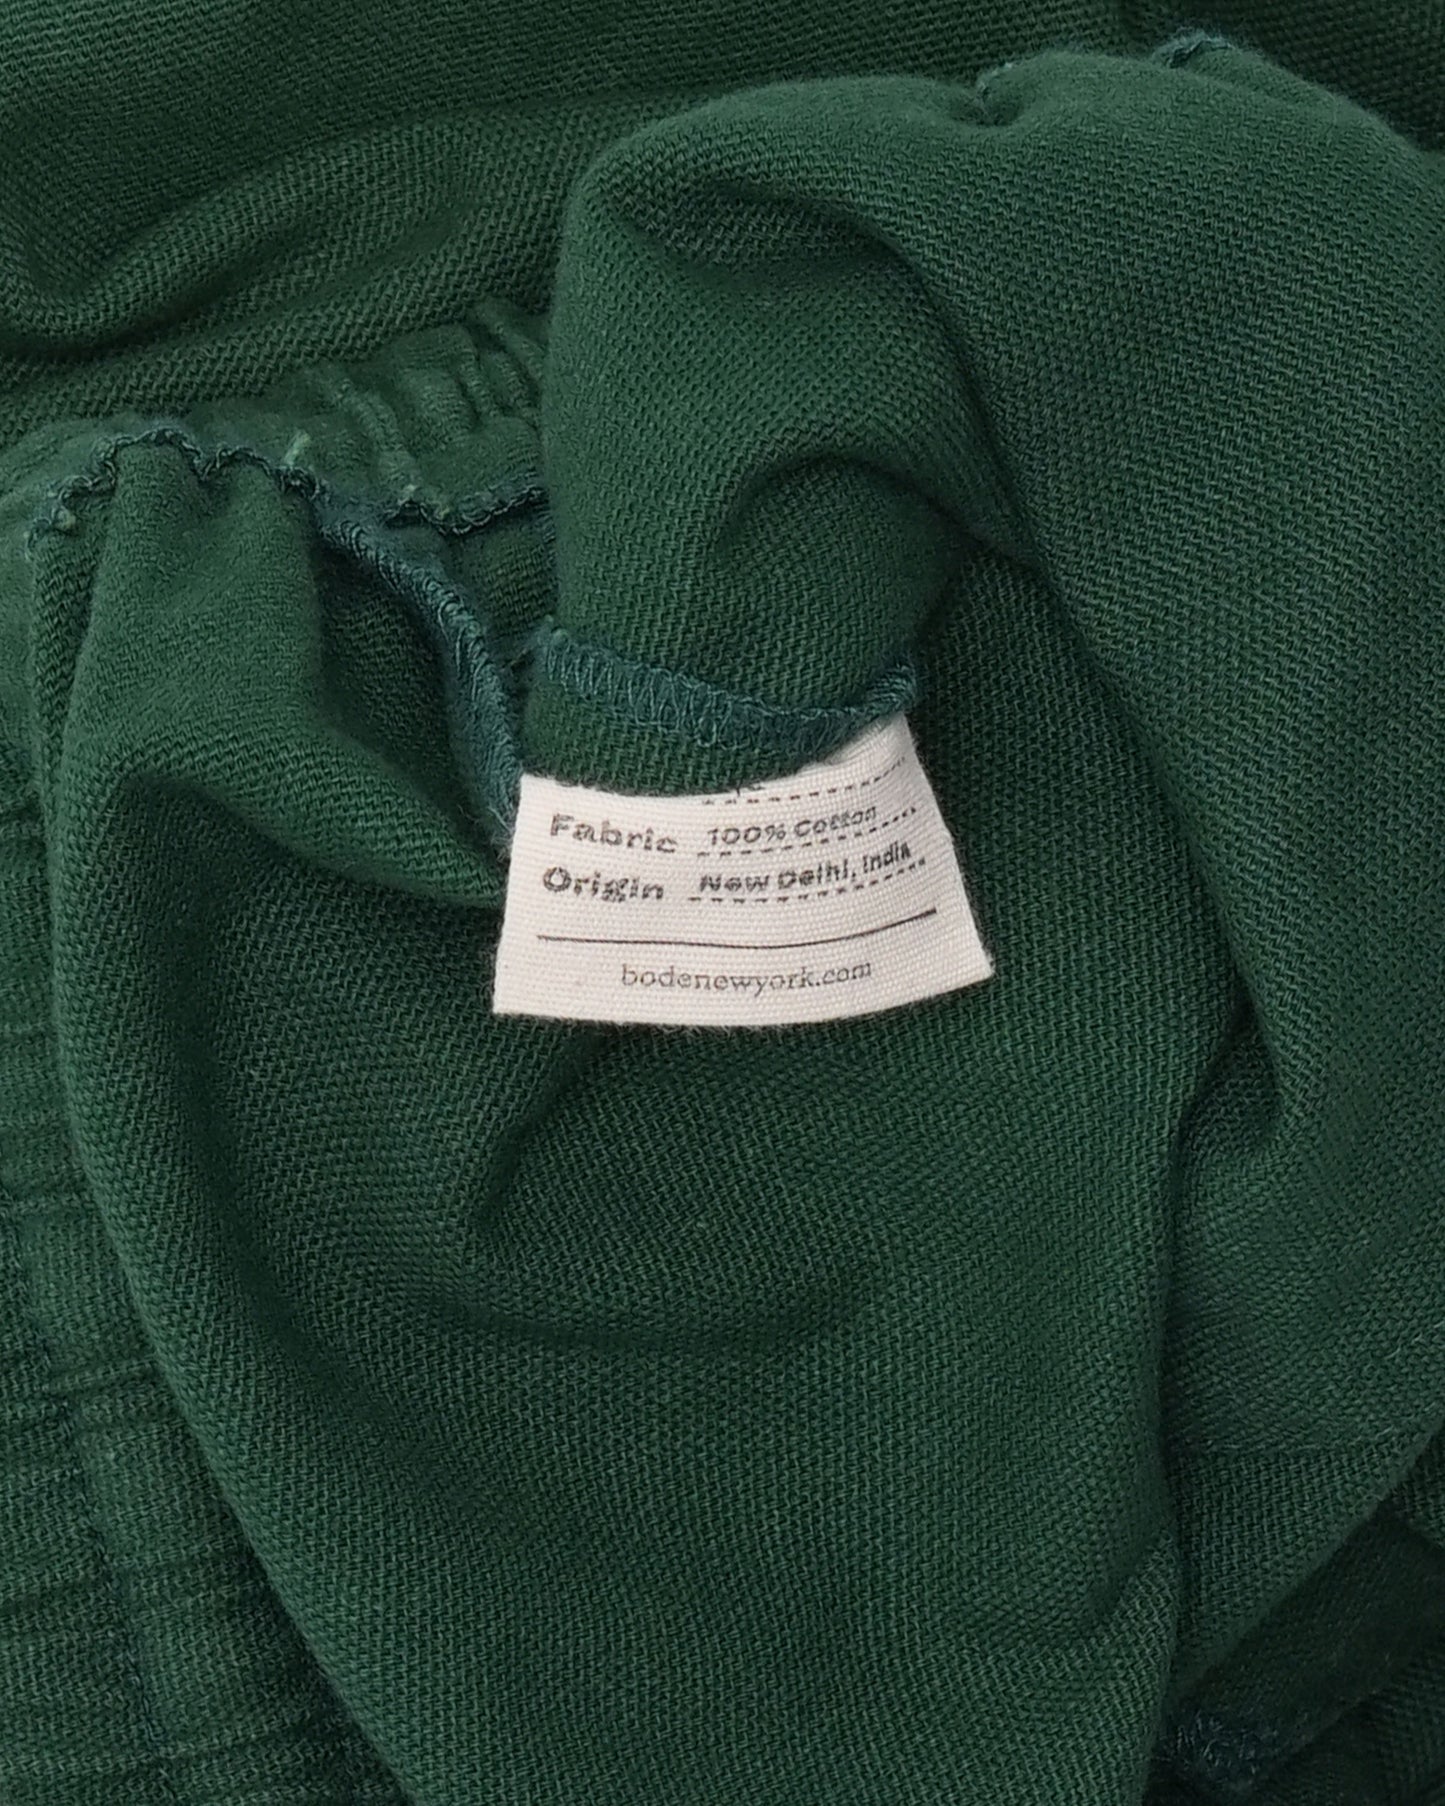 Fabric 100% Cotton
Origin New Delhi, India
bodenewyork.com